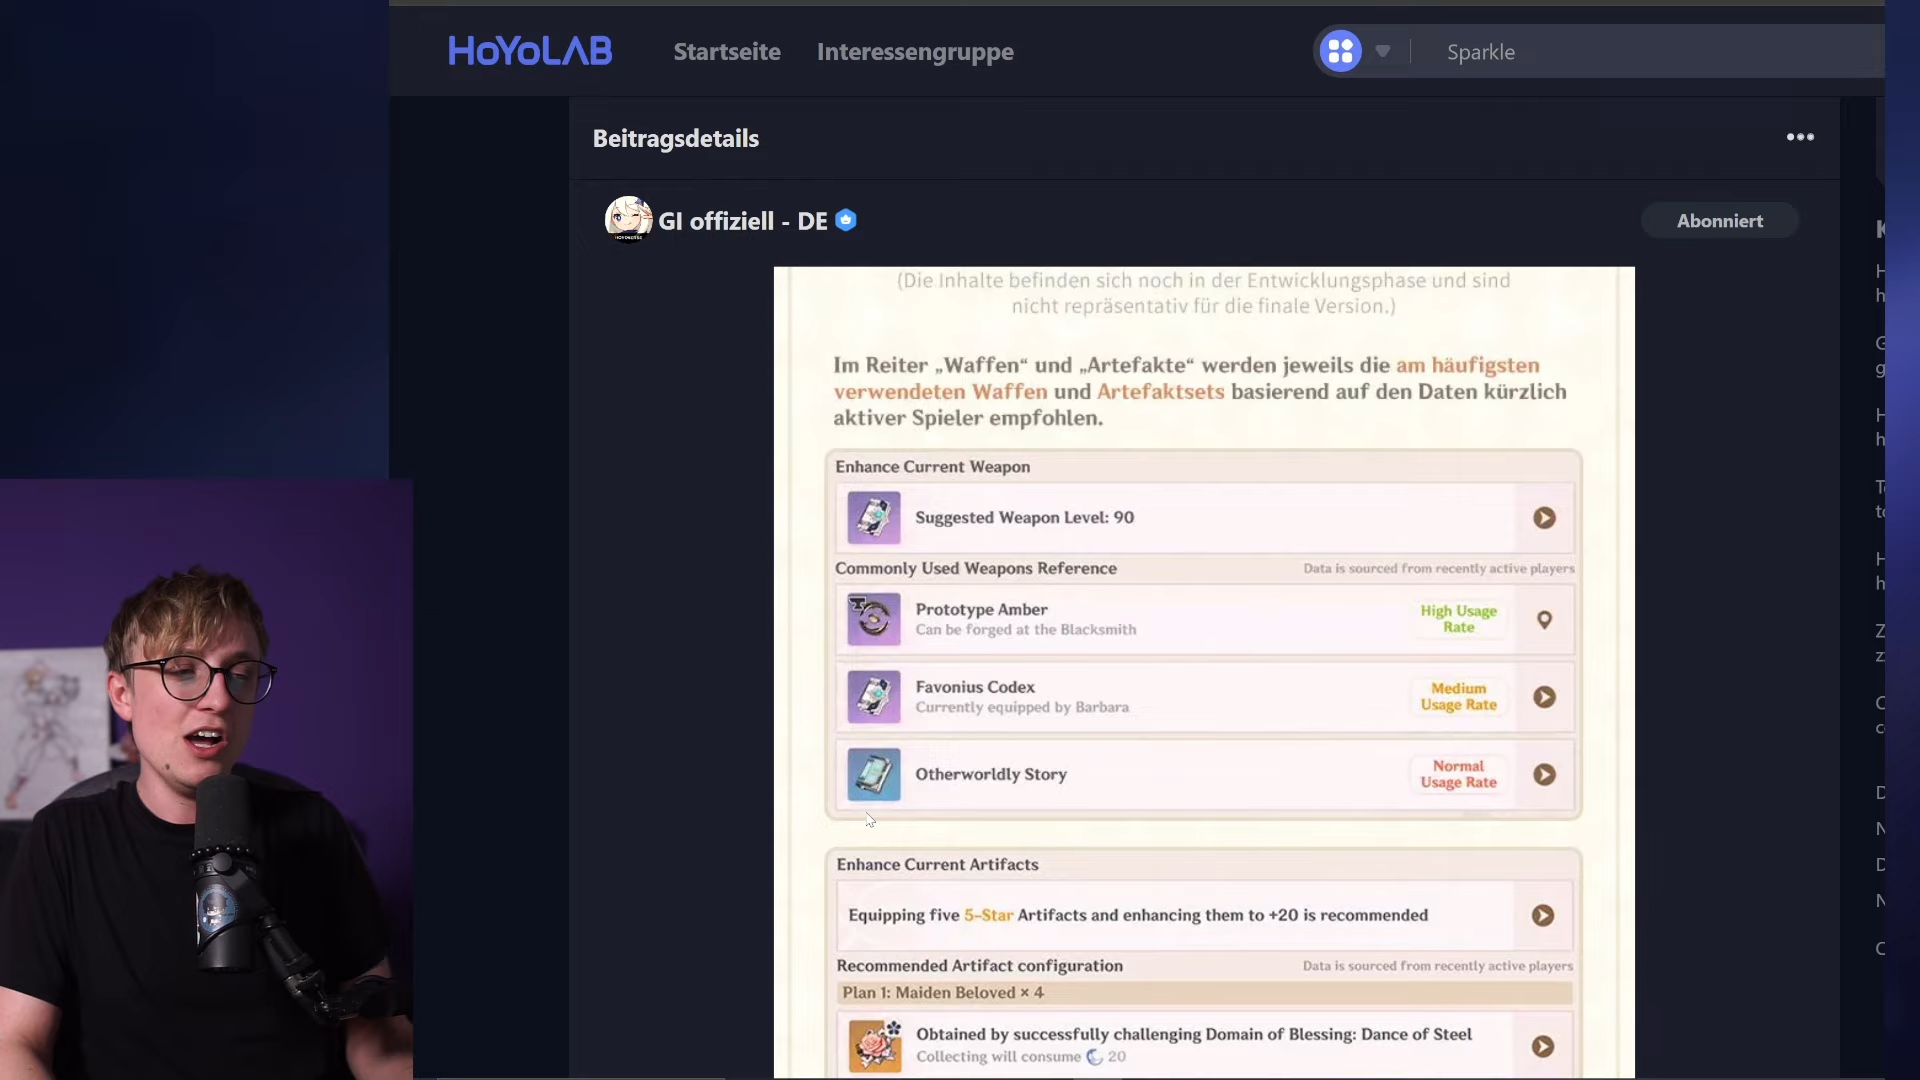 HoYoLAB
Startseite
Interessengruppe
Sparkle
Beitragsdetails
GI offiziell - DE
Abonniert
(Die Inhalte befinden sich noch in der Entwicklungsphase und sind
nicht repräsentativ für die finale Version.)
Im Reiter „Waffen“ und „Artefakte“ werden jeweils die am häufigsten
verwendeten Waffen und Artefaktsets basierend auf den Daten kürzlich
aktiver Spieler empfohlen.
Enhance Current Weapon
Suggested Weapon Level: 90
Commonly Used Weapons Reference
Data is sourced from recently active players
Prototype Amber
Can be forged at the Blacksmith
High Usage
Rate
Favonius Codex
Currently equipped by Barbara
Medium
Usage Rate
Otherworldly Story
Normal
Usage Rate
Enhance Current Artifacts
Equipping five 5-Star Artifacts and enhancing them to +20 is recommended
Recommended Artifact configuration
Data is sourced from recently active players
Plan 1: Maiden Beloved × 4
Obtained by successfully challenging Domain of Blessing: Dance of Steel
Collecting will consume 20